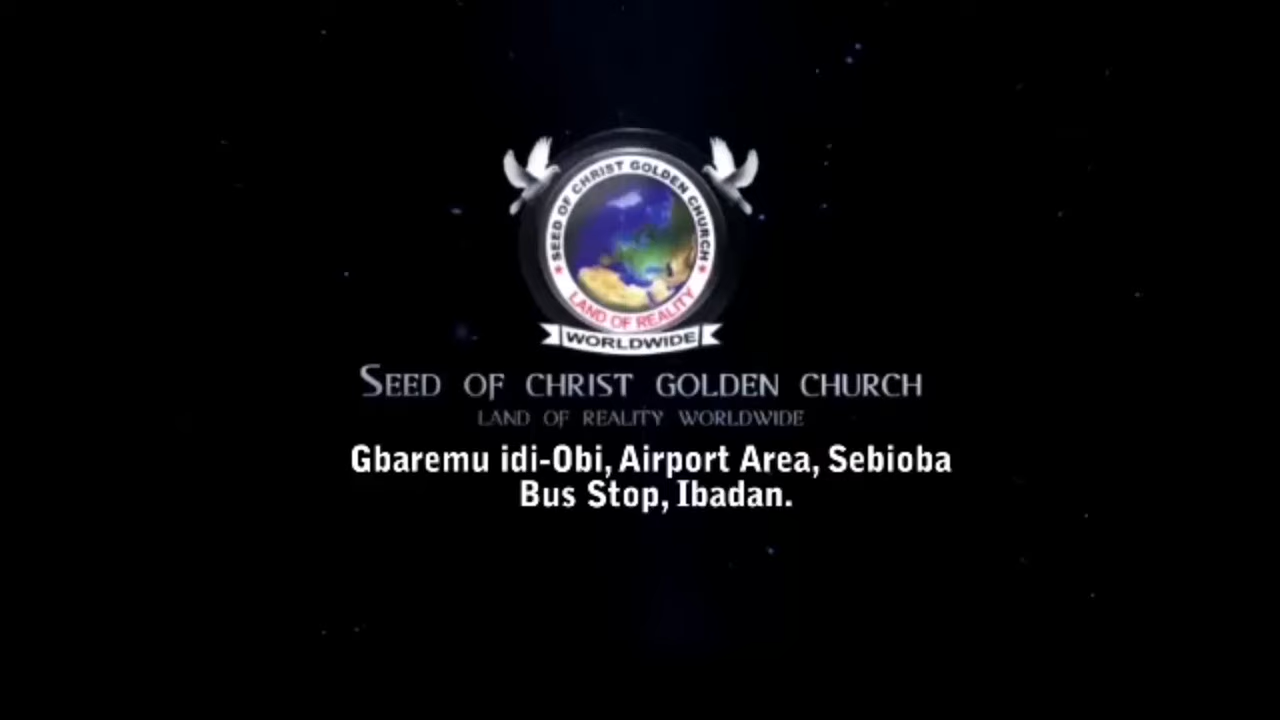 SEED OF CHRIST GOLDEN CHURCH
LAND OF REALITY
WORLDWIDE
SEED OF CHRIST GOLDEN CHURCH
LAND OF REALITY WORLDWIDE
Gbaremu idi-Obi, Airport Area, Sebioba
Bus Stop, Ibadan.